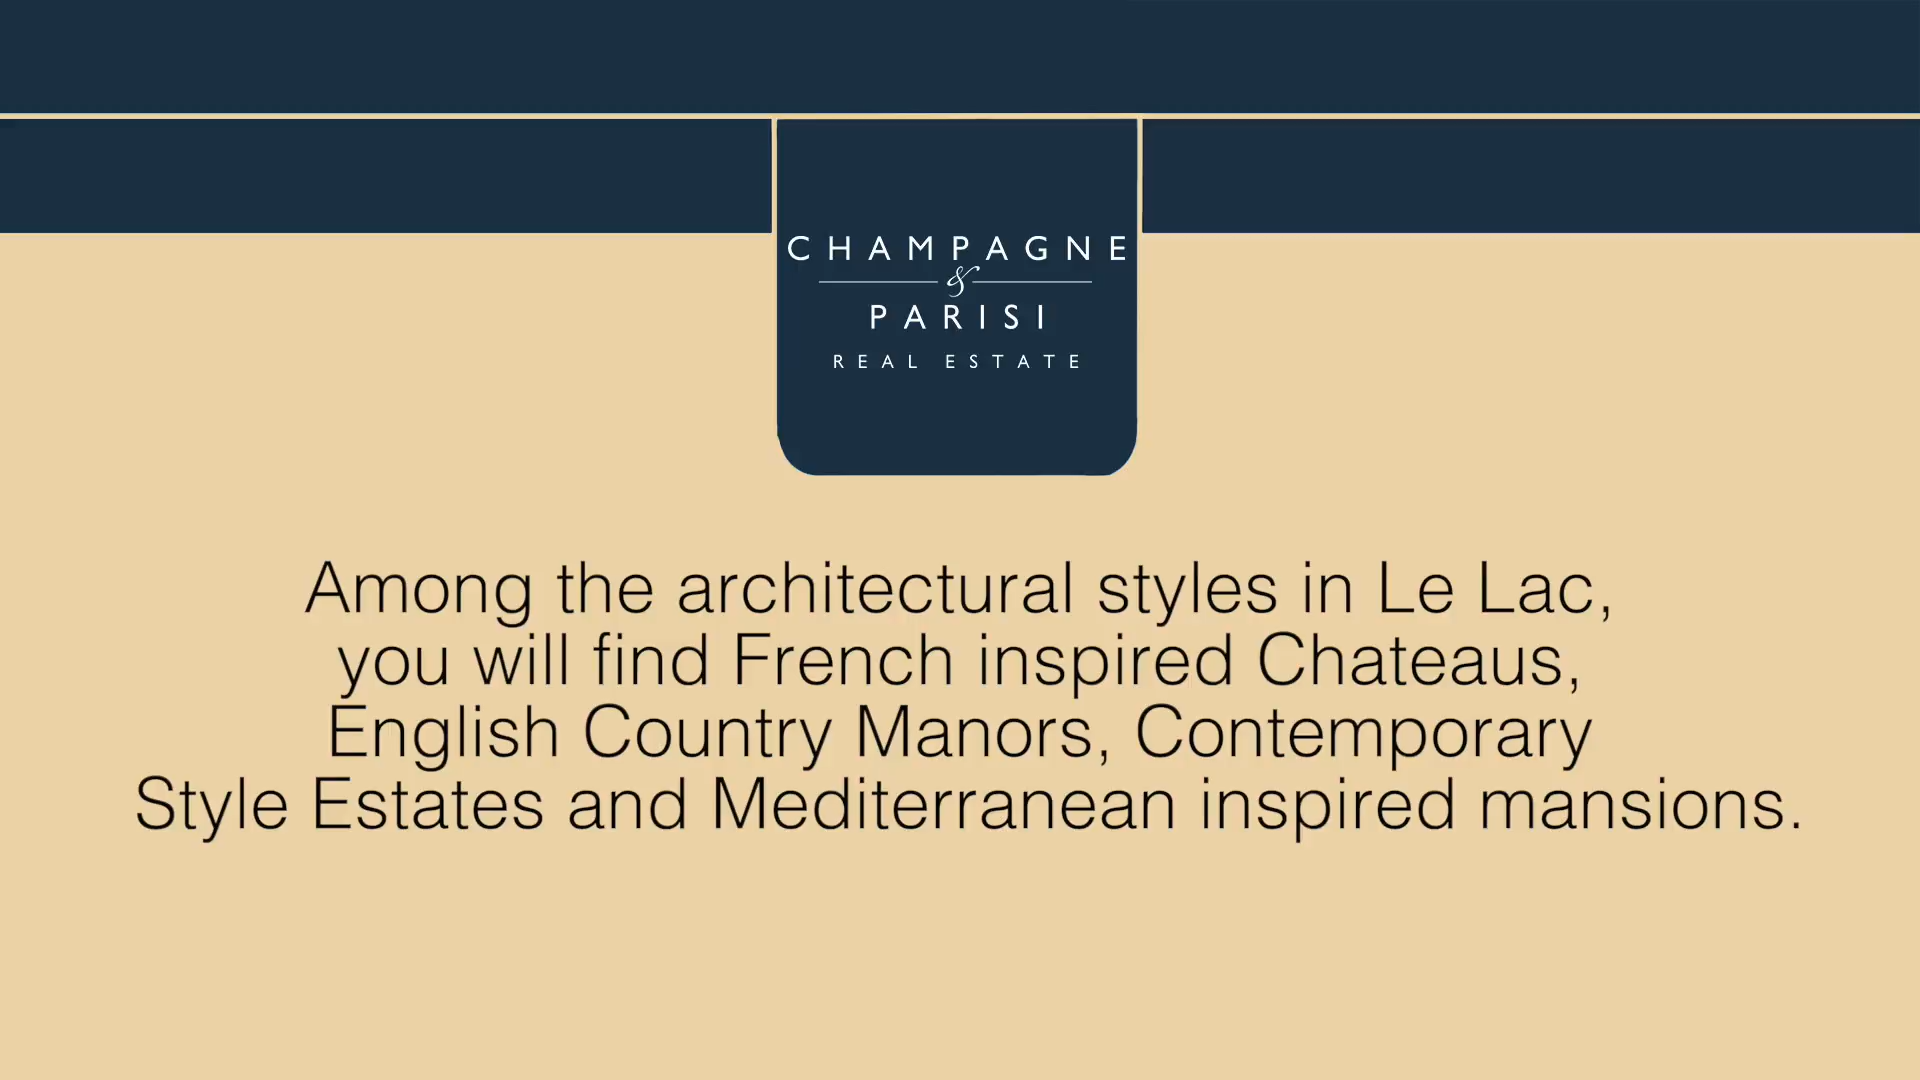 CHAMPAGNE
&
PARISI
REAL ESTATE
Among the architectural styles in Le Lac,
you will find French inspired Chateaus,
English Country Manors, Contemporary
Style Estates and Mediterranean inspired mansions.